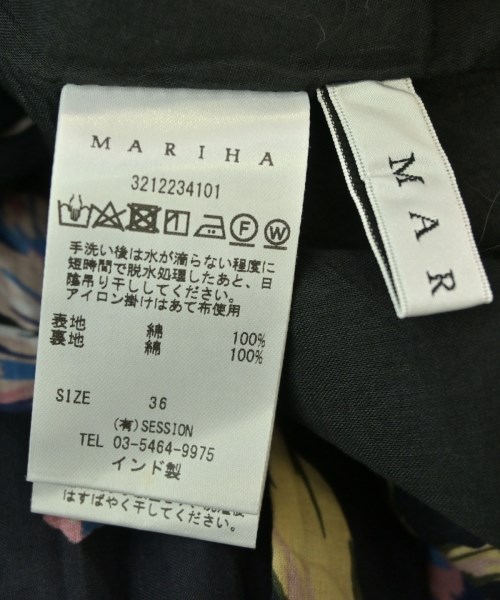 MARIHA
3212234101
F W
手洗い後は水が滴らない程度に
短時間で脱水処理したあと、日
陰吊り干ししてください。
アイロン掛けはあて布使用
表地 綿 100%
裏地 綿 100%
SIZE 36
(有)SESSION
TEL 03-5464-9975
インド製
はすばやく干してください。
MAR